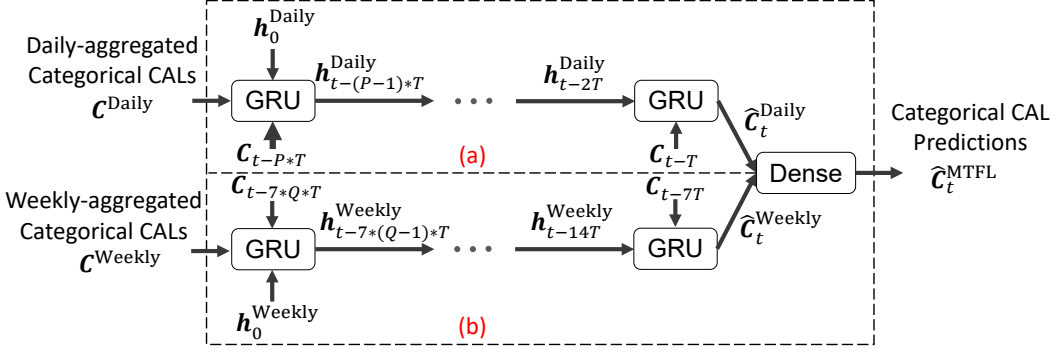 h_0^Daily
Daily-aggregated
Categorical CALs
C^Daily
GRU
h_{t-(P-1)*T}^Daily
• • •
h_{t-2T}^Daily
GRU
Ĉ_t^Daily
C_{t-P*T}
(a)
C_{t-T}
Categorical CAL
Predictions
Ĉ_t^MTFL
Dense
C_{t-7*Q*T}
C_{t-7T}
Weekly-aggregated
Categorical CALs
C^Weekly
GRU
h_{t-7*(Q-1)*T}^Weekly
• • •
h_{t-14T}^Weekly
GRU
Ĉ_t^Weekly
h_0^Weekly
(b)